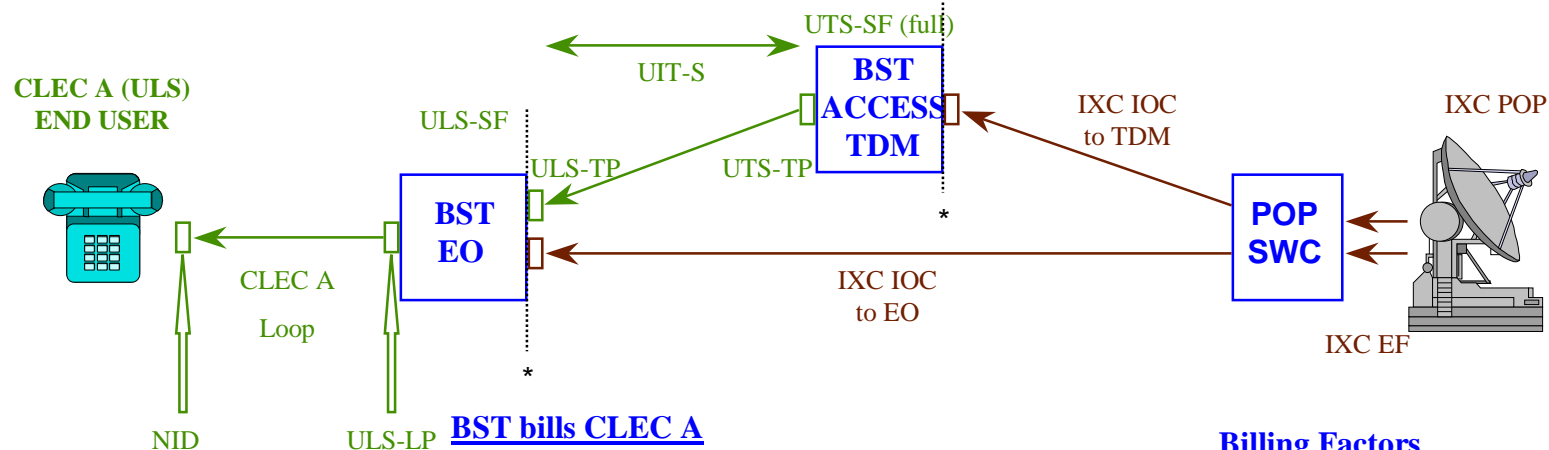 UTS-SF (full)
UIT-S
BST
ACCESS
TDM
CLEC A (ULS)
END USER
ULS-SF
IXC IOC
to TDM
IXC POP
ULS-TP
UTS-TP
*
BST
EO
POP
SWC
CLEC A
Loop
IXC IOC
to EO
IXC EF
*
NID
ULS-LP
BST bills CLEC A
Billing Factors